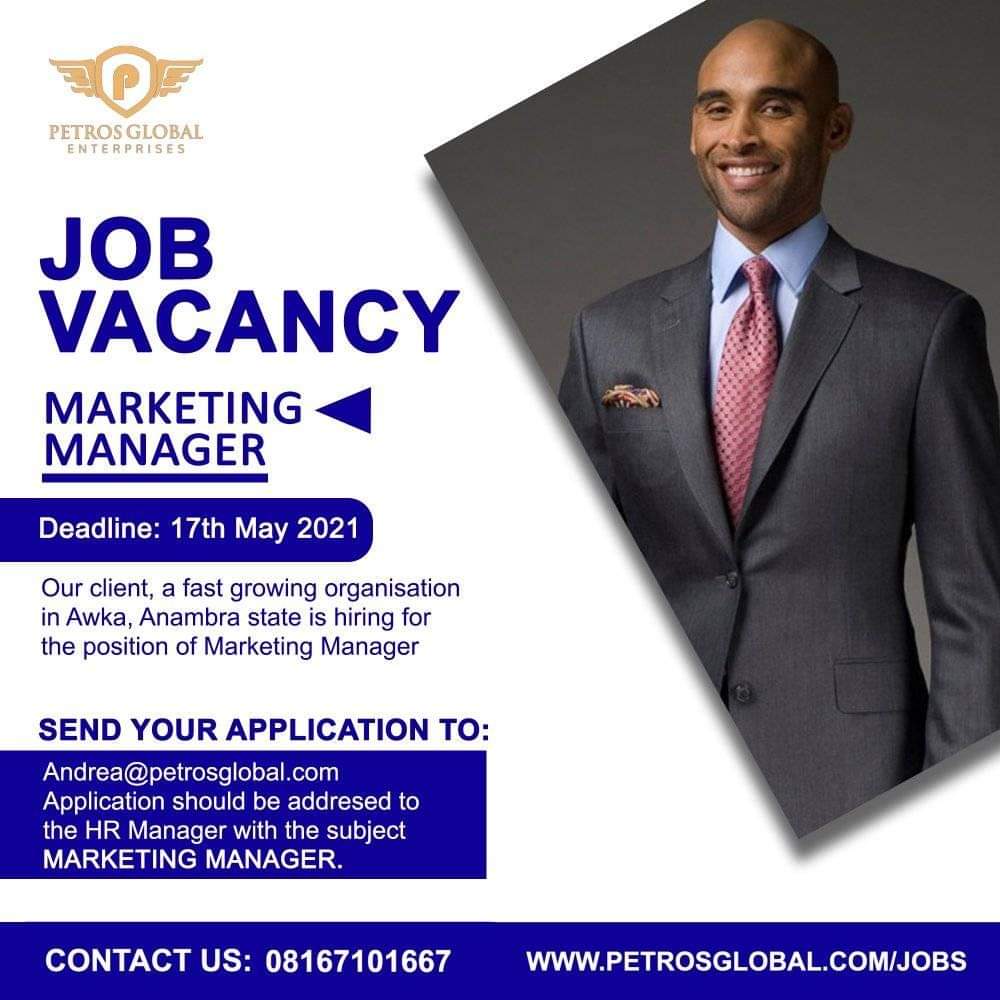 P
PETROS GLOBAL
ENTERPRISES
JOB
VACANCY
MARKETING
MANAGER
Deadline: 17th May 2021
Our client, a fast growing organisation
in Awka, Anambra state is hiring for
the position of Marketing Manager
SEND YOUR APPLICATION TO:
Andrea@petrosglobal.com
Application should be addresed to
the HR Manager with the subject
MARKETING MANAGER.
CONTACT US: 08167101667
WWW.PETROSGLOBAL.COM/JOBS